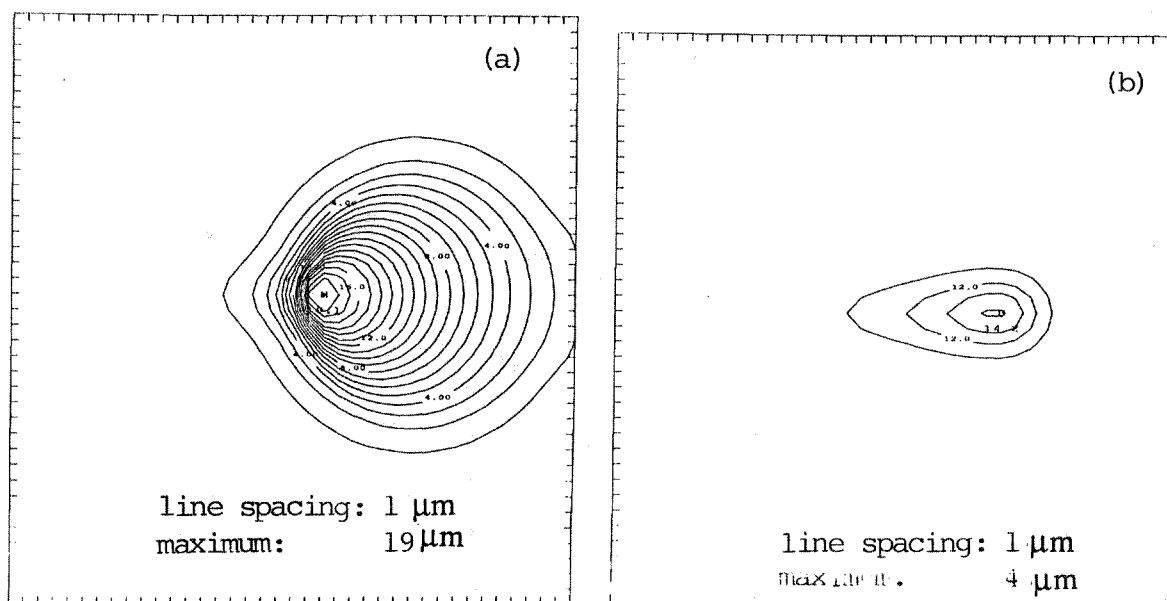 (a)
4.00
8.00
4.00
16.0
12.0
4.00
8.00
4.00
line spacing: 1 μm
maximum: 19 μm
(b)
12.0
14.2
12.0
line spacing: 1 μm
4 μm